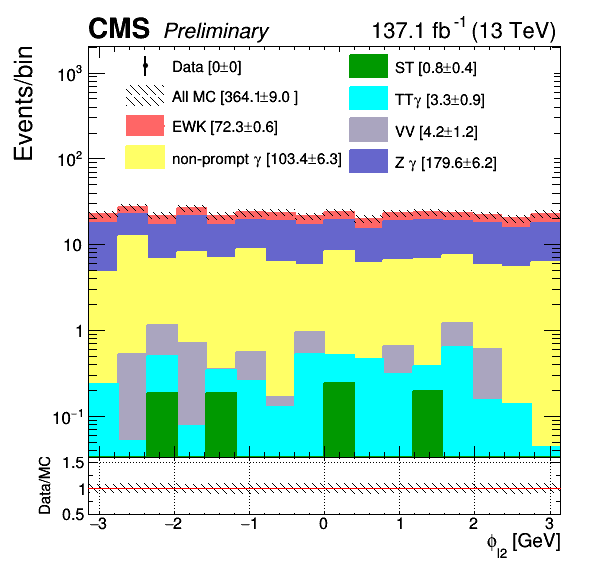 CMS Preliminary 137.1 fb⁻¹ (13 TeV)
Events/bin
10³
10²
10
1
10⁻¹
Data [0±0]
All MC [364.1±9.0 ]
EWK [72.3±0.6]
non-prompt γ [103.4±6.3]
ST [0.8±0.4]
TTγ [3.3±0.9]
VV [4.2±1.2]
Z γ [179.6±6.2]
Data/MC
1.5
1
0.5
−3 −2 −1 0 1 2 3
ϕ_l2 [GeV]